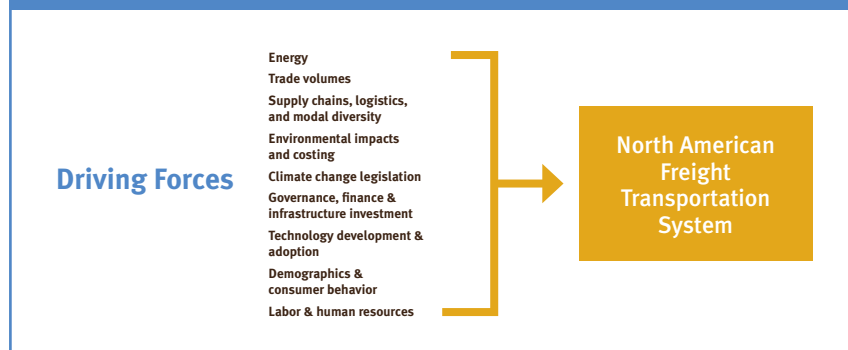 Driving Forces
Energy
Trade volumes
Supply chains, logistics,
and modal diversity
Environmental impacts
and costing
Climate change legislation
Governance, finance &
infrastructure investment
Technology development &
adoption
Demographics &
consumer behavior
Labor & human resources
North American
Freight
Transportation
System